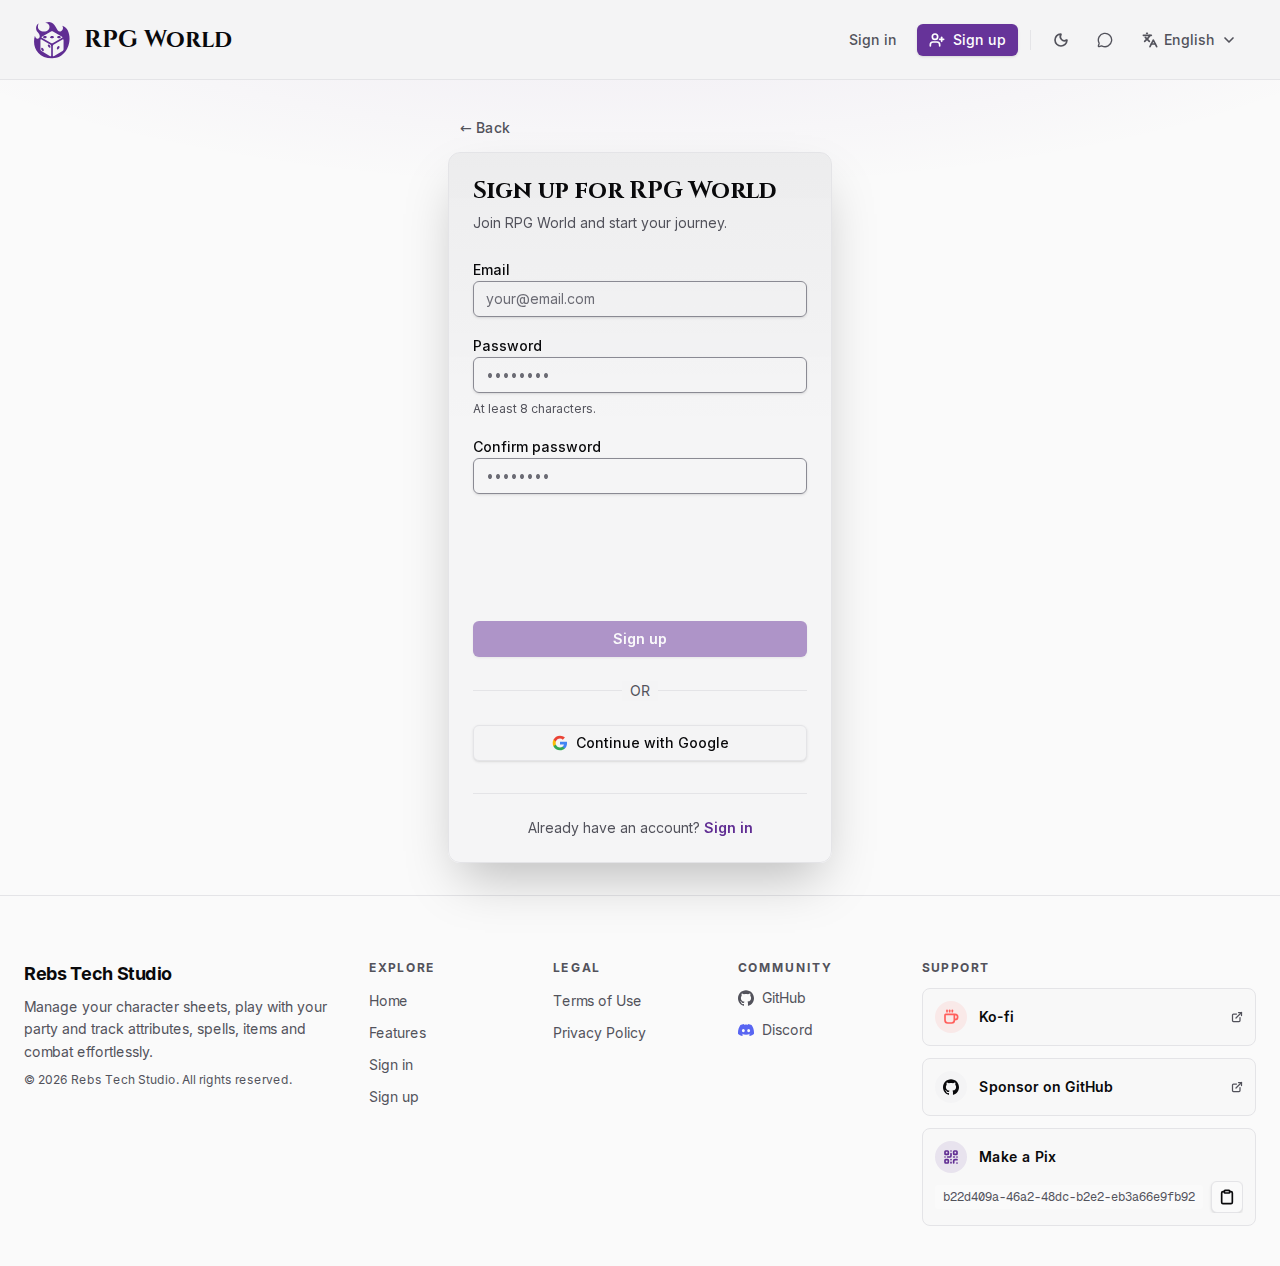 RPG World
Sign in
Sign up
English
← Back
Sign up for RPG World
Join RPG World and start your journey.
Email
your@email.com
Password
••••••••
At least 8 characters.
Confirm password
••••••••
Sign up
OR
Continue with Google
Already have an account? Sign in
Rebs Tech Studio
Manage your character sheets, play with your
party and track attributes, spells, items and
combat effortlessly.
© 2026 Rebs Tech Studio. All rights reserved.
EXPLORE
Home
Features
Sign in
Sign up
LEGAL
Terms of Use
Privacy Policy
COMMUNITY
GitHub
Discord
SUPPORT
Ko-fi
Sponsor on GitHub
Make a Pix
b22d409a-46a2-48dc-b2e2-eb3a66e9fb92